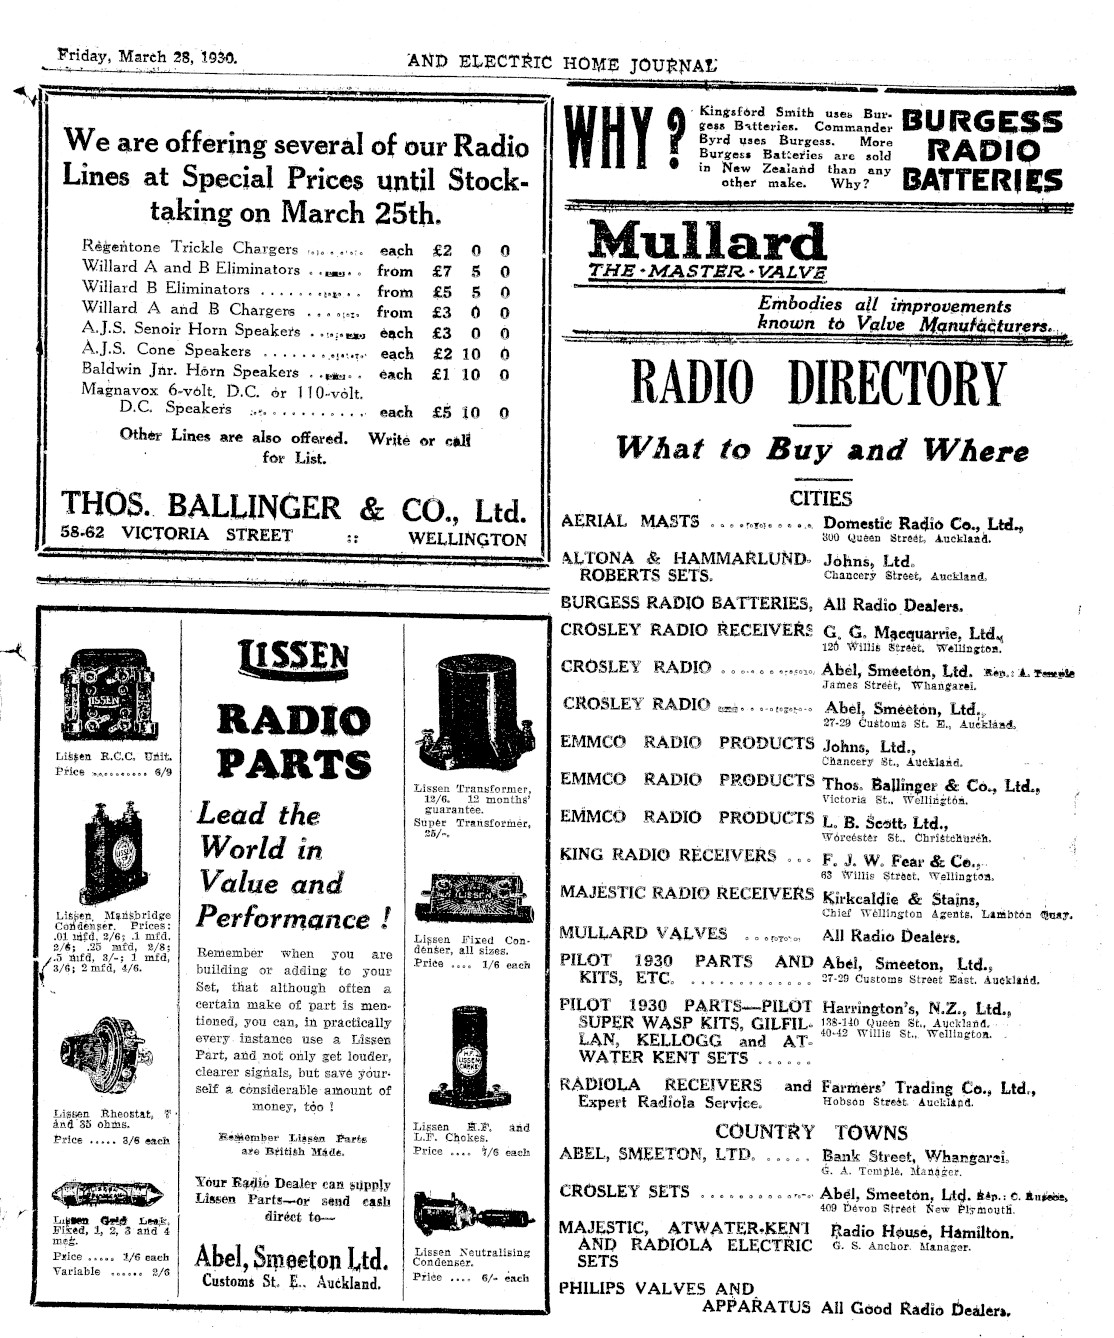 Friday, March 28, 1930.
AND ELECTRIC HOME JOURNAL
We are offering several of our Radio
Lines at Special Prices until Stock-
taking on March 25th.
Regentone Trickle Chargers ........ each £2 0 0
Willard A and B Eliminators ........ from £7 5 0
Willard B Eliminators ............ from £5 5 0
Willard A and B Chargers ........ from £3 0 0
A.J.S. Senoir Horn Speakers ........ each £3 0 0
A.J.S. Cone Speakers ............ each £2 10 0
Baldwin Jnr. Horn Speakers ........ each £1 10 0
Magnavox 6-volt. D.C. or 110-volt.
D.C. Speakers ............ each £5 10 0
Other Lines are also offered. Write or call
for List.
THOS. BALLINGER & CO., Ltd.
58-62 VICTORIA STREET :: WELLINGTON
LISSEN
Lissen R.C.C. Unit.
Price .......... 6/9
Lissen Mansbridge
Condenser. Prices:
.01 mfd. 2/6; .1 mfd.
2/6; .25 mfd, 2/8;
.5 mfd, 3/-; 1 mfd,
3/6; 2 mfd, 4/6.
Lissen Rheostat,
and 35 ohms.
Price ..... 3/6 each
Lissen Grid Leak,
Fixed, 1, 2, 3 and 4
meg.
Price ..... 1/6 each
Variable ...... 2/6
LISSEN
RADIO
PARTS
Lead the
World in
Value and
Performance !
Remember when you are
building or adding to your
Set, that although often a
certain make of part is men-
tioned, you can, in practically
every instance use a Lissen
Part, and not only get louder,
clearer signals, but save your-
self a considerable amount of
money, too !
Remember Lissen Parts
are British Made.
Your Radio Dealer can supply
Lissen Parts—or send cash
direct to—
Abel, Smeeton Ltd.
Customs St. E., Auckland.
Lissen Transformer,
12/6. 12 months'
guarantee.
Super Transformer,
25/-.
LISSEN
Lissen Fixed Con-
denser, all sizes.
Price .... 1/6 each
H.F.
LISSEN
CHOKE
Lissen H.F. and
L.F. Chokes.
Price .... 7/6 each
Lissen Neutralising
Condenser.
Price .... 6/- each
WHY?
Kingsford Smith uses Bur-
gess Batteries. Commander
Byrd uses Burgess. More
Burgess Batteries are sold
in New Zealand than any
other make. Why?
BURGESS
RADIO
BATTERIES
Mullard
THE·MASTER·VALVE
Embodies all improvements
known to Valve Manufacturers.
RADIO DIRECTORY
What to Buy and Where
CITIES
AERIAL MASTS ............ Domestic Radio Co., Ltd.,
300 Queen Street, Auckland.
ALTONA & HAMMARLUND- Johns, Ltd.
ROBERTS SETS. Chancery Street, Auckland.
BURGESS RADIO BATTERIES, All Radio Dealers.
CROSLEY RADIO RECEIVERS G. G. Macquarrie, Ltd.,
120 Willis Street, Wellington.
CROSLEY RADIO ............ Abel, Smeeton, Ltd. Rep.: A. Temple
James Street, Whangarei.
CROSLEY RADIO ............ Abel, Smeeton, Ltd.,
27-29 Customs St. E., Auckland.
EMMCO RADIO PRODUCTS Johns, Ltd.,
Chancery St., Auckland.
EMMCO RADIO PRODUCTS Thos. Ballinger & Co., Ltd.,
Victoria St., Wellington.
EMMCO RADIO PRODUCTS L. B. Scott, Ltd.,
Worcester St., Christchurch.
KING RADIO RECEIVERS ... F. J. W. Fear & Co.,
63 Willis Street, Wellington.
MAJESTIC RADIO RECEIVERS Kirkcaldie & Stains,
Chief Wellington Agents, Lambton Quay.
MULLARD VALVES ........ All Radio Dealers.
PILOT 1930 PARTS AND Abel, Smeeton, Ltd.,
KITS, ETC. ............ 27-29 Customs Street East, Auckland.
PILOT 1930 PARTS—PILOT Harrington's, N.Z., Ltd.,
SUPER WASP KITS, GILFIL- 138-140 Queen St., Auckland.
LAN, KELLOGG and AT- 40-42 Willis St., Wellington.
WATER KENT SETS ......
RADIOLA RECEIVERS and Farmers' Trading Co., Ltd.,
Expert Radiola Service. Hobson Street, Auckland.
COUNTRY TOWNS
ABEL, SMEETON, LTD. ..... Bank Street, Whangarei.
G. A. Temple, Manager.
CROSLEY SETS ............ Abel, Smeeton, Ltd. Rep.: C.
409 Devon Street New Plymouth.
MAJESTIC, ATWATER-KENT Radio House, Hamilton.
AND RADIOLA ELECTRIC G. S. Anchor, Manager.
SETS
PHILIPS VALVES AND
APPARATUS All Good Radio Dealers.